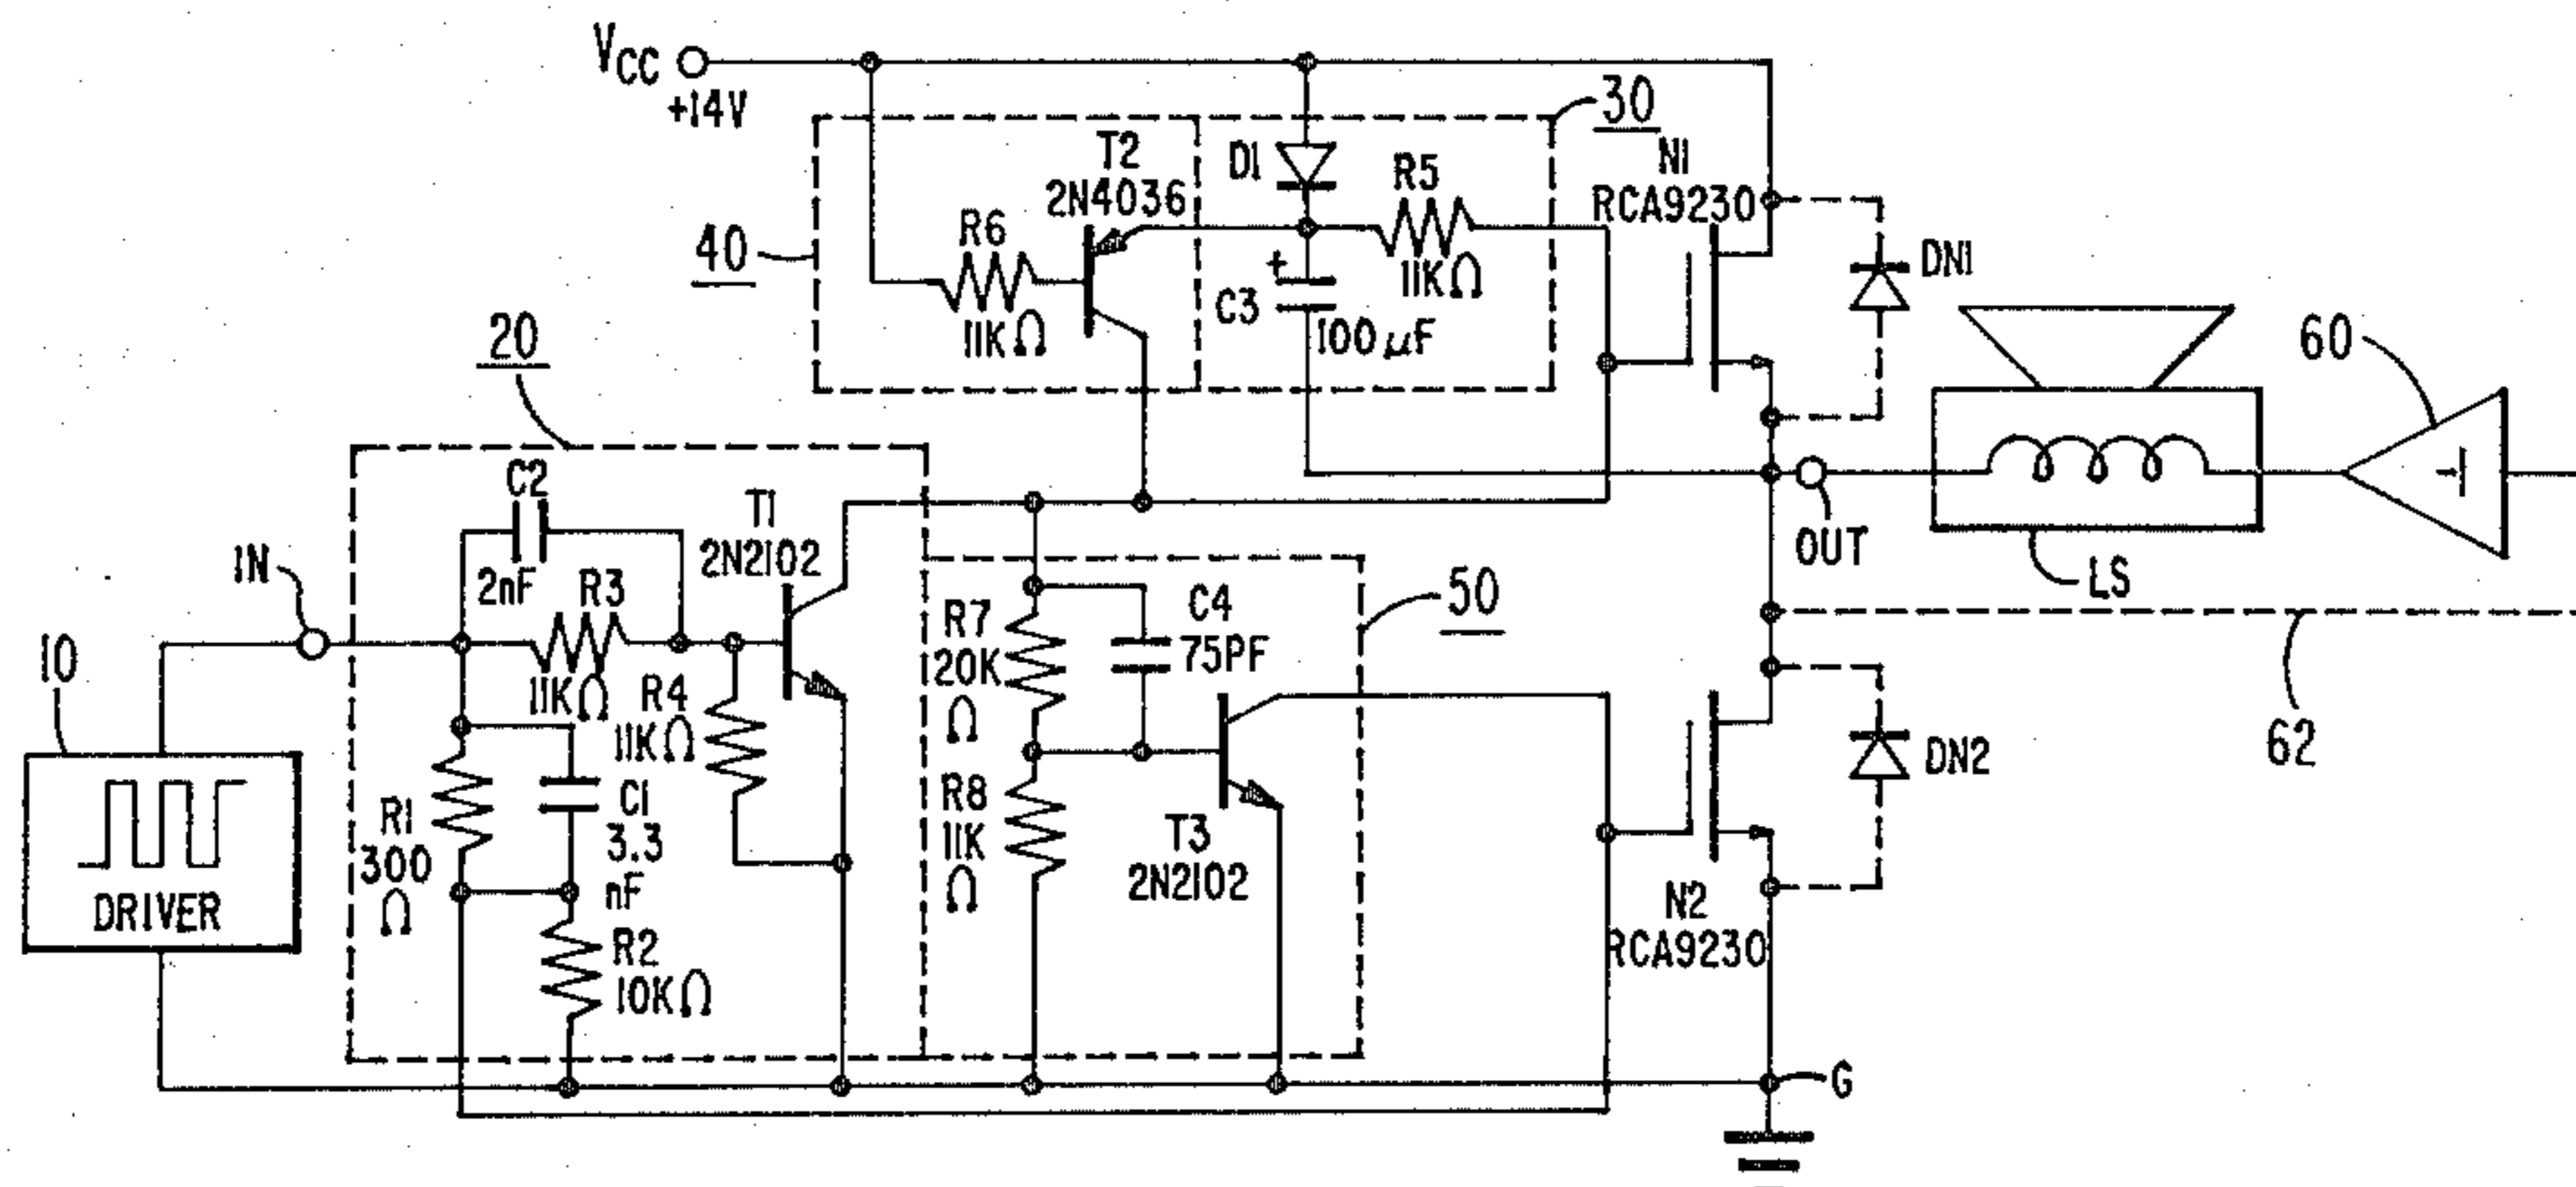 VCC
+14V
30
T2
2N4036
D1
R5
11KΩ
N1
RCA9230
40
R6
11KΩ
C3
+
100 µF
DN1
20
60
C2
2nF
T1
2N2102
IN
R3
11KΩ
OUT
LS
50
10
R4
11KΩ
R7
20K
Ω
C4
75PF
62
DN2
R1
300
Ω
C1
3.3
nF
R8
11K
Ω
T3
2N2102
DRIVER
R2
10KΩ
N2
RCA9230
G